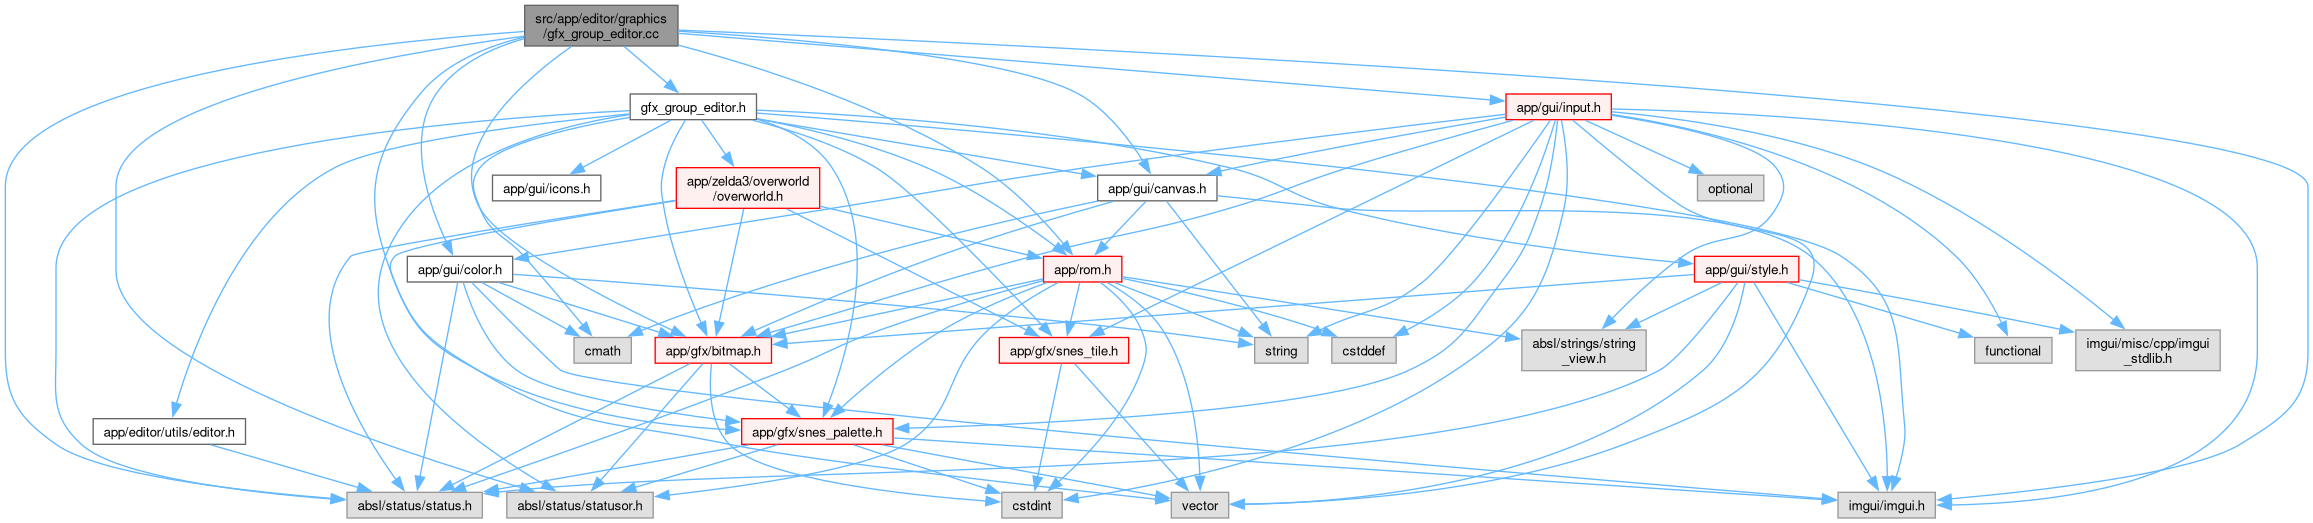 src/app/editor/graphics
/gfx_group_editor.cc
gfx_group_editor.h
app/gui/input.h
app/gui/icons.h
app/zelda3/overworld
/overworld.h
app/gui/canvas.h
optional
app/gui/color.h
app/rom.h
app/gui/style.h
cmath
app/gfx/bitmap.h
app/gfx/snes_tile.h
string
cstddef
absl/strings/string
_view.h
functional
imgui/misc/cpp/imgui
_stdlib.h
app/editor/utils/editor.h
app/gfx/snes_palette.h
absl/status/status.h
absl/status/statusor.h
cstdint
vector
imgui/imgui.h